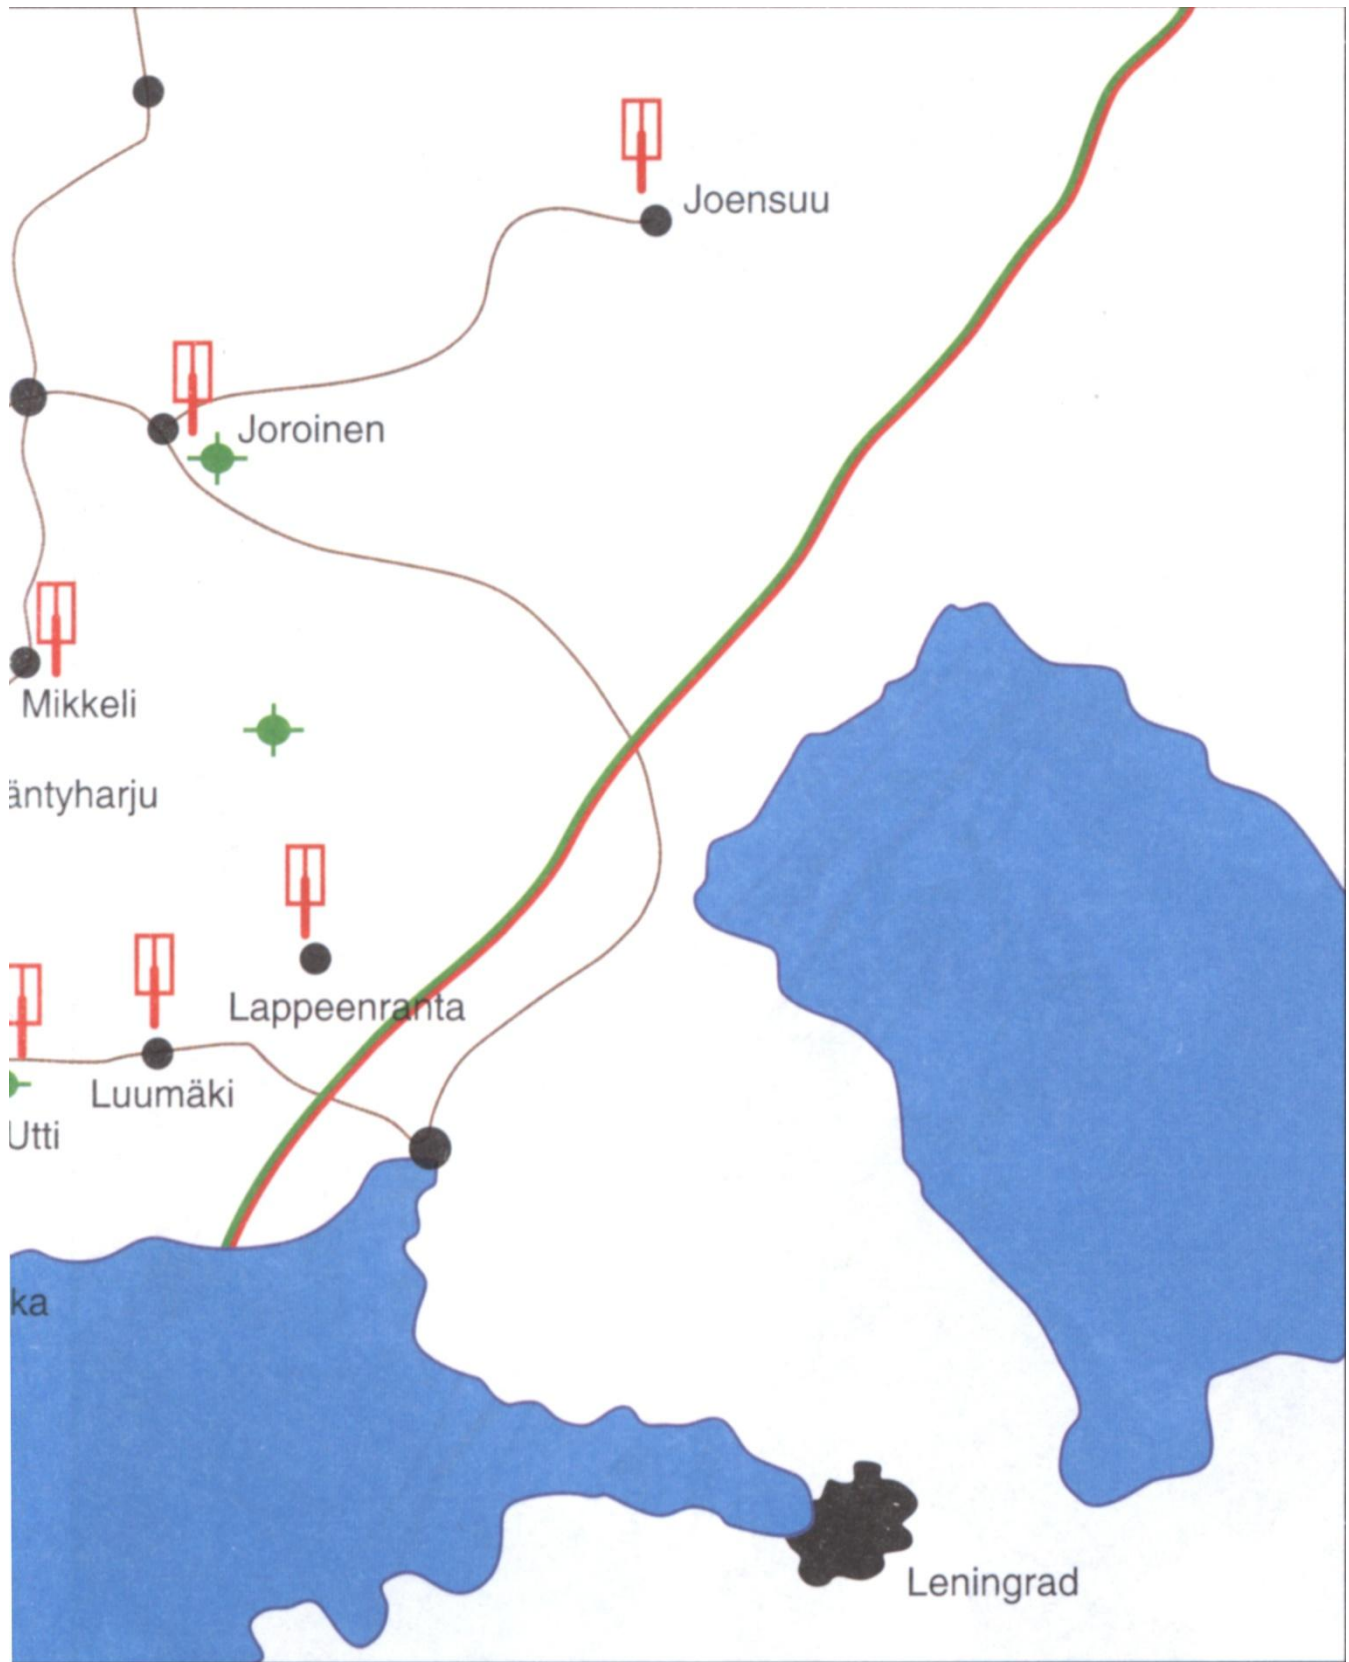 Joensuu
Joroinen
Mikkeli
äntyharju
Lappeenranta
Luumäki
Utti
ka
Leningrad